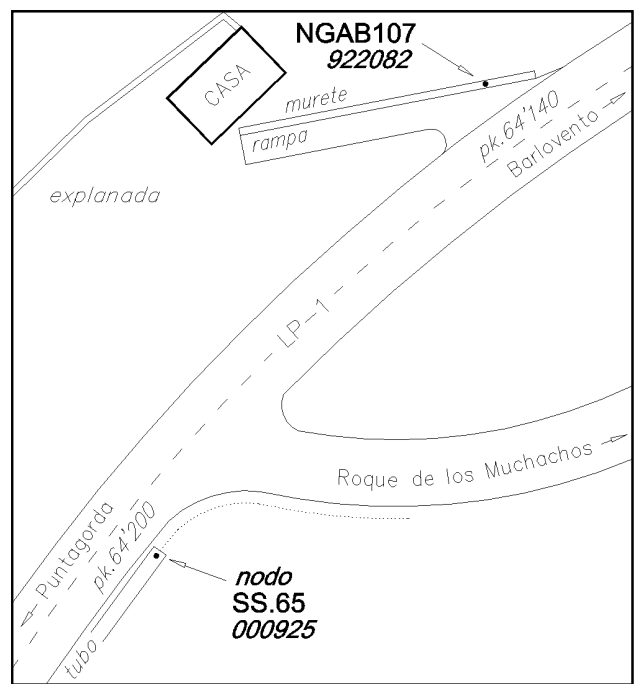 NGAB107
922082
CASA
murete
rampa
pk.64'140
Barlovento
explanada
LP-1
Roque de los Muchachos
Puntagorda
pk.64'200
nodo
SS.65
000925
tubo